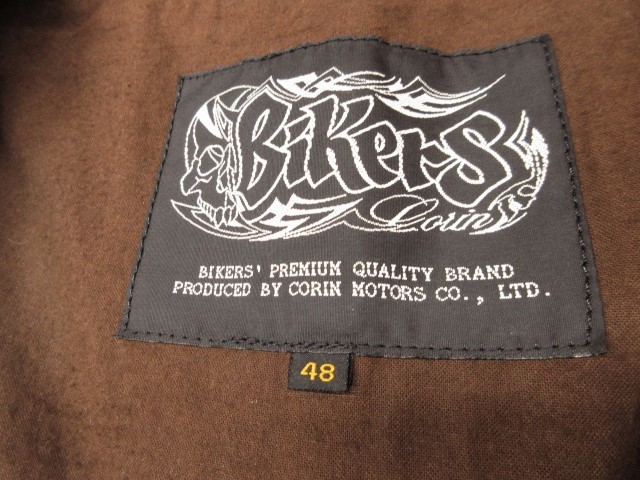 Bikers
Corin
BIKERS' PREMIUM QUALITY BRAND
PRODUCED BY CORIN MOTORS CO., LTD.
48